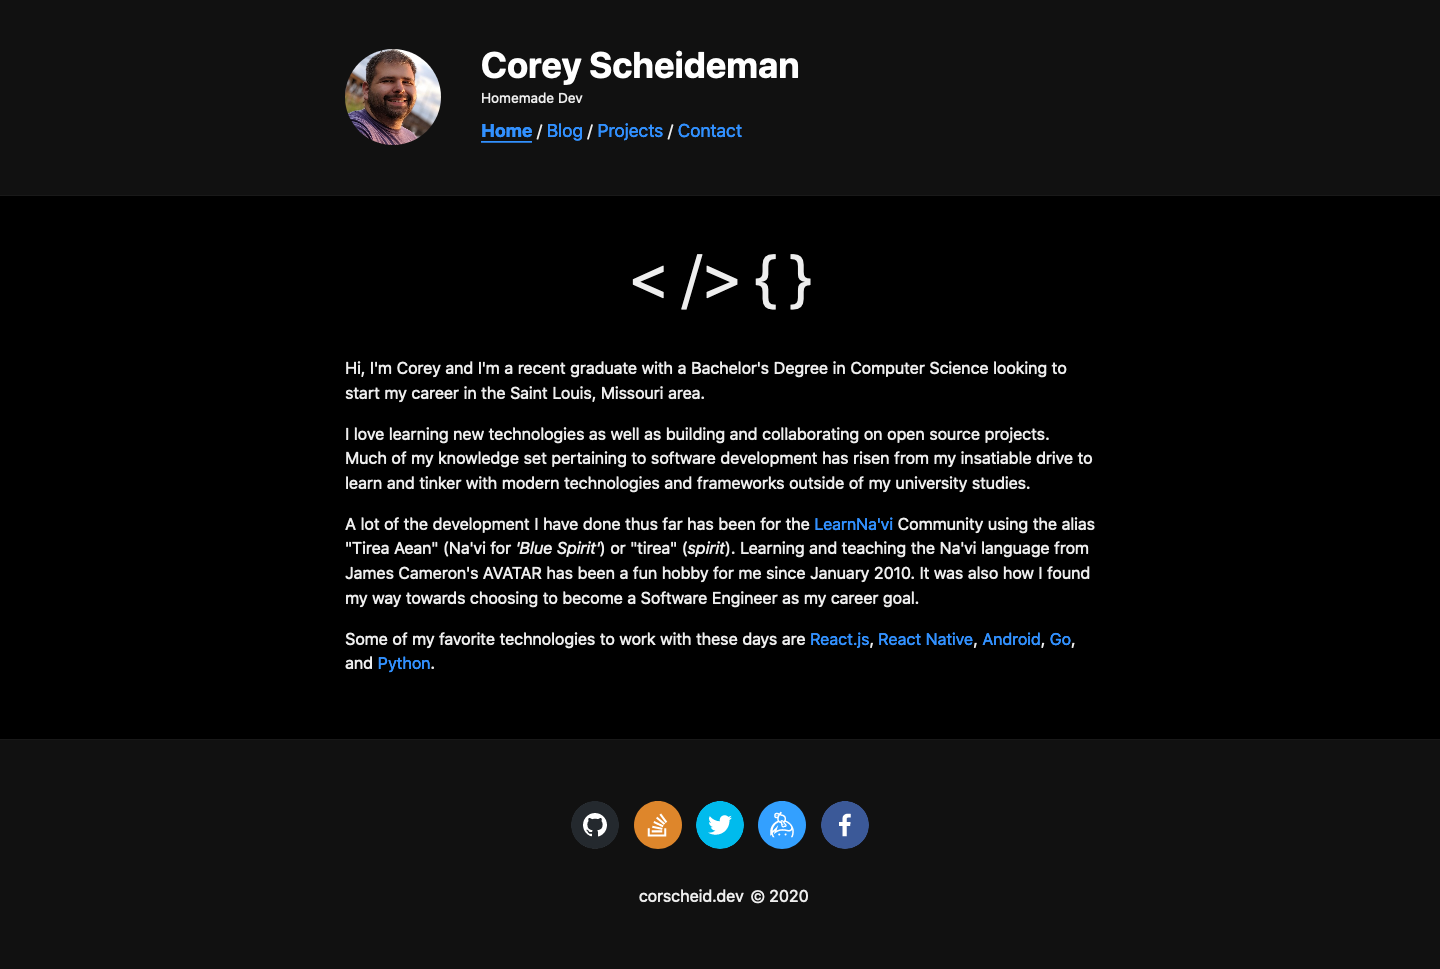 Corey Scheideman
Homemade Dev
Home / Blog / Projects / Contact
< /> { }
Hi, I'm Corey and I'm a recent graduate with a Bachelor's Degree in Computer Science looking to
start my career in the Saint Louis, Missouri area.
I love learning new technologies as well as building and collaborating on open source projects.
Much of my knowledge set pertaining to software development has risen from my insatiable drive to
learn and tinker with modern technologies and frameworks outside of my university studies.
A lot of the development I have done thus far has been for the LearnNa'vi Community using the alias
"Tirea Aean" (Na'vi for 'Blue Spirit') or "tirea" (spirit). Learning and teaching the Na'vi language from
James Cameron's AVATAR has been a fun hobby for me since January 2010. It was also how I found
my way towards choosing to become a Software Engineer as my career goal.
Some of my favorite technologies to work with these days are React.js, React Native, Android, Go,
and Python.
corscheid.dev © 2020